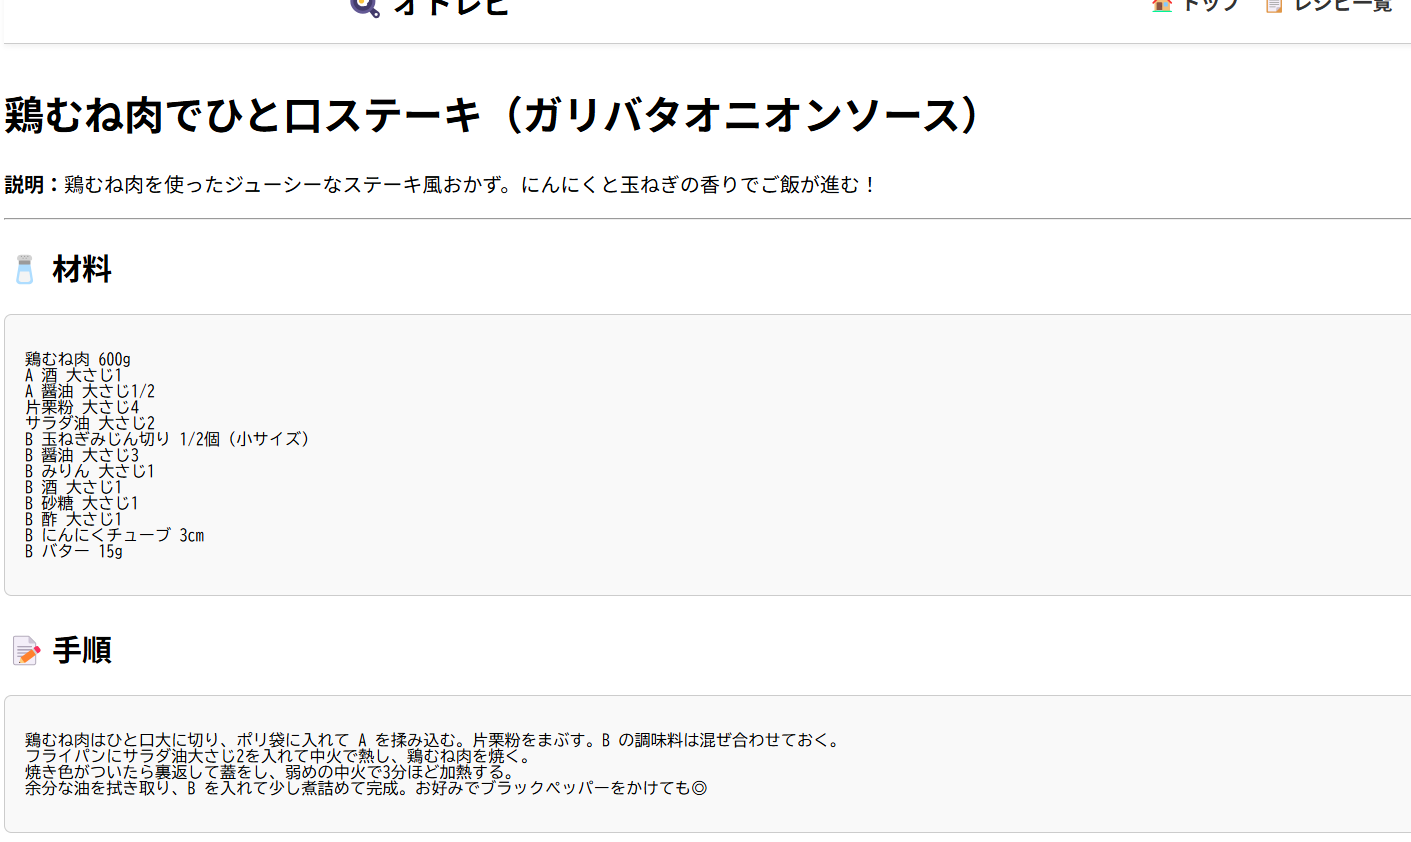 オトレピ
トップ レシピ一覧
鶏むね肉でひと口ステーキ（ガリバタオニオンソース）
説明：鶏むね肉を使ったジューシーなステーキ風おかず。にんにくと玉ねぎの香りでご飯が進む！
材料
鶏むね肉 600g
A 酒 大さじ1
A 醤油 大さじ1/2
片栗粉 大さじ4
サラダ油 大さじ2
B 玉ねぎみじん切り 1/2個（小サイズ）
B 醤油 大さじ3
B みりん 大さじ1
B 酒 大さじ1
B 砂糖 大さじ1
B 酢 大さじ1
B にんにくチューブ 3cm
B バター 15g
手順
鶏むね肉はひと口大に切り、ポリ袋に入れて A を揉み込む。片栗粉をまぶす。B の調味料は混ぜ合わせておく。
フライパンにサラダ油大さじ2を入れて中火で熱し、鶏むね肉を焼く。
焼き色がついたら裏返して蓋をし、弱めの中火で3分ほど加熱する。
余分な油を拭き取り、B を入れて少し煮詰めて完成。お好みでブラックペッパーをかけても◎